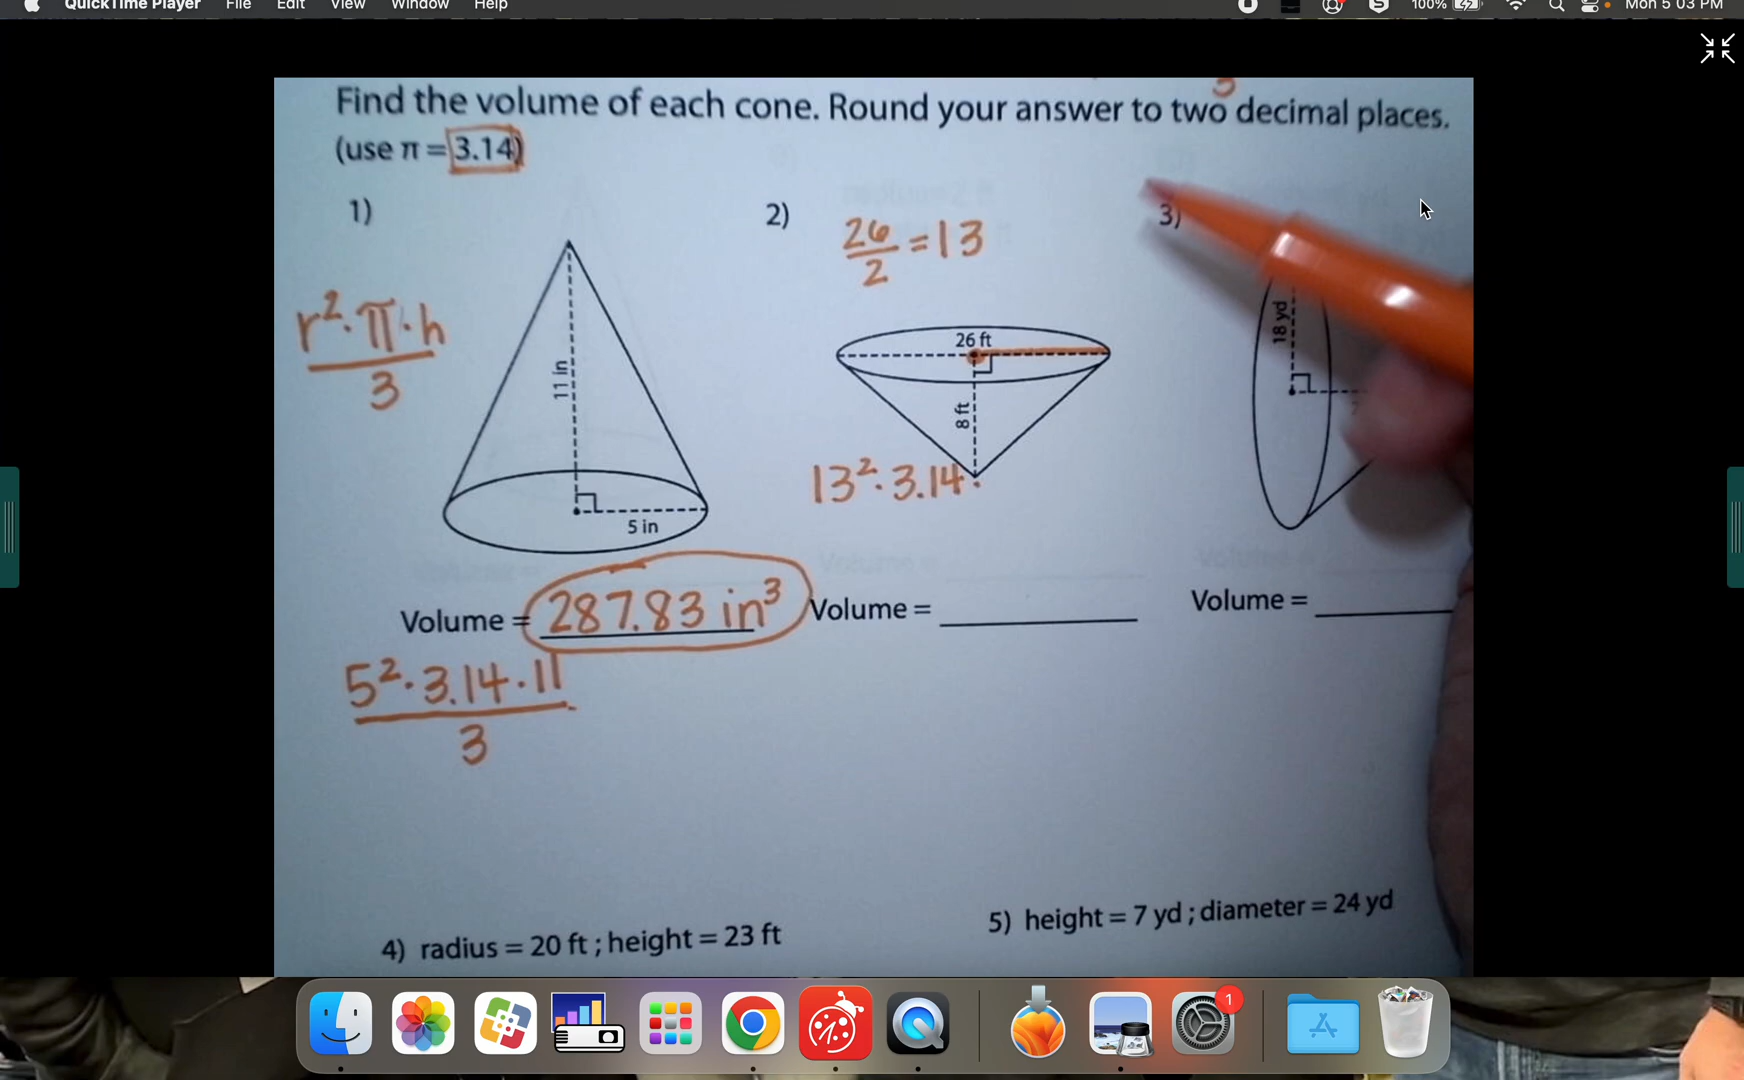 QuickTime Player File Edit View Window Help 100% Mon 5 03 PM
Find the volume of each cone. Round your answer to two decimal places.
(use π = 3.14)
1)
2)
3)
26/2 = 13
r²·π·h
3
11 in
5 in
26 ft
8 ft
18 yd
13²·3.14·
Volume = 287.83 in³
Volume =
Volume =
5²·3.14·11
3
4) radius = 20 ft ; height = 23 ft
5) height = 7 yd ; diameter = 24 yd
1